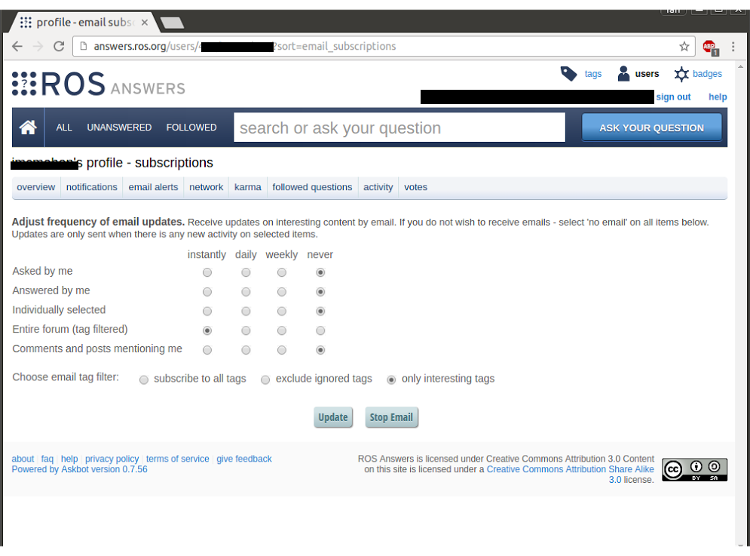 profile - email subs
answers.ros.org/users/ ?sort=email_subscriptions
ABP
1
ROS ANSWERS
tags
users
badges
sign out
help
ALL
UNANSWERED
FOLLOWED
search or ask your question
ASK YOUR QUESTION
's profile - subscriptions
overview
notifications
email alerts
network
karma
followed questions
activity
votes
Adjust frequency of email updates. Receive updates on interesting content by email. If you do not wish to receive emails - select 'no email' on all items below.
Updates are only sent when there is any new activity on selected items.
instantly daily weekly never
Asked by me
Answered by me
Individually selected
Entire forum (tag filtered)
Comments and posts mentioning me
Choose email tag filter: subscribe to all tags exclude ignored tags only interesting tags
Update
Stop Email
about faq help privacy policy terms of service give feedback
Powered by Askbot version 0.7.56
ROS Answers is licensed under Creative Commons Attribution 3.0 Content
on this site is licensed under a Creative Commons Attribution Share Alike
3.0 license.
cc
BY SA